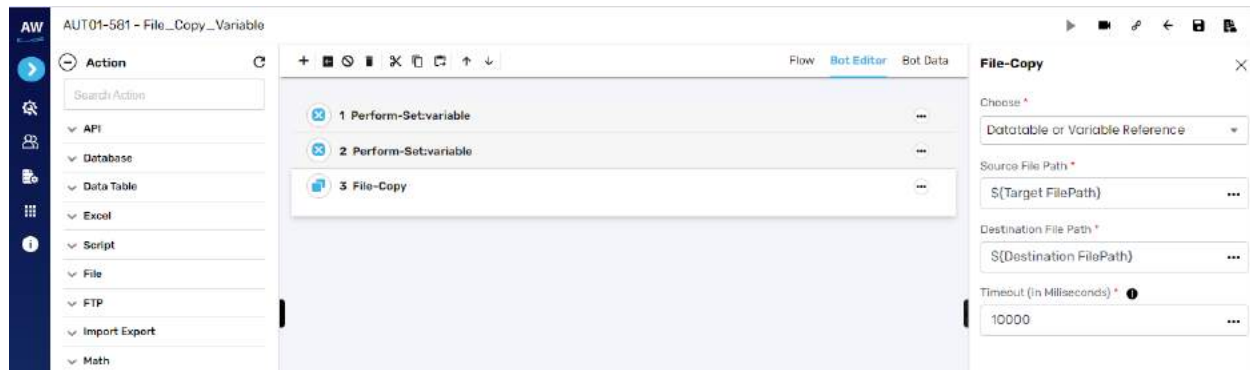 AW
AUT01-581 - File_Copy_Variable
Action
Search Action
API
Database
Data Table
Excel
Script
File
FTP
Import Export
Math
Flow
Bot Editor
Bot Data
1 Perform-Set:variable
2 Perform-Set:variable
3 File-Copy
File-Copy
Choose *
Datatable or Variable Reference
Source File Path *
${Target FilePath}
Destination File Path *
${Destination FilePath}
Timeout (in Miliseconds) *
10000